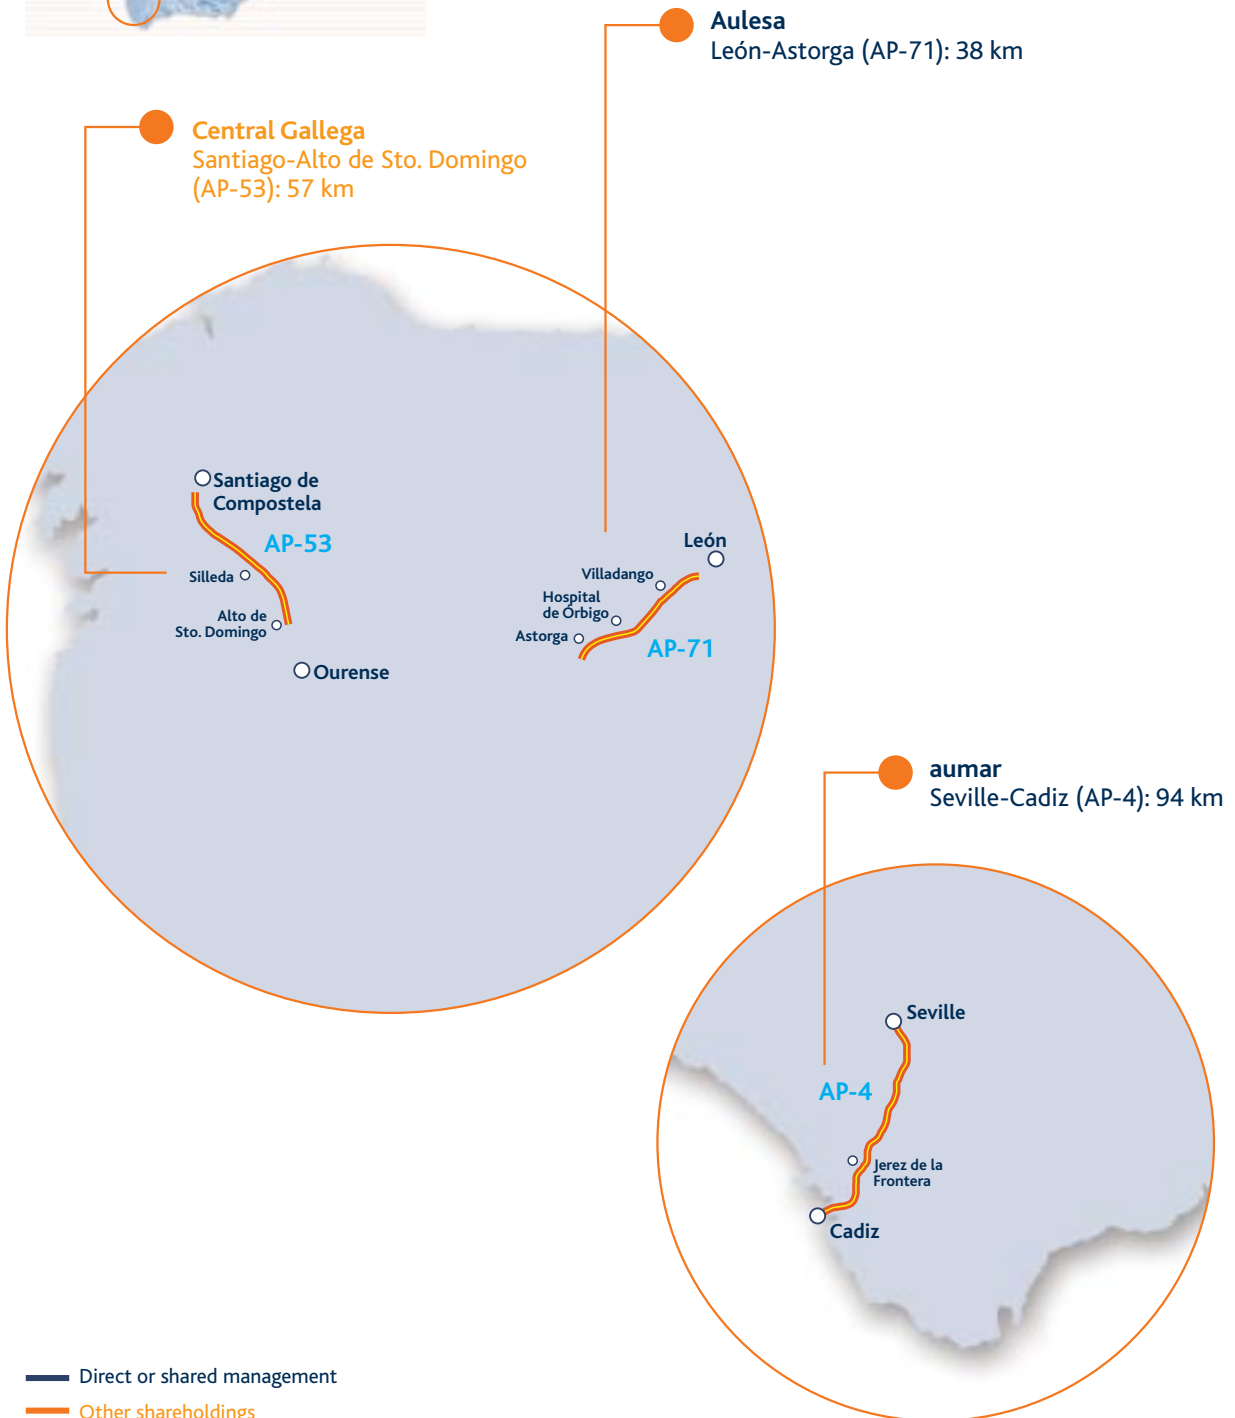 Aulesa
León-Astorga (AP-71): 38 km
Central Gallega
Santiago-Alto de Sto. Domingo
(AP-53): 57 km
Santiago de
Compostela
AP-53
Silleda
Alto de
Sto. Domingo
Ourense
León
Villadango
Hospital
de Órbigo
Astorga
AP-71
aumar
Seville-Cadiz (AP-4): 94 km
Seville
AP-4
Jerez de la
Frontera
Cadiz
Direct or shared management
Other shareholdings